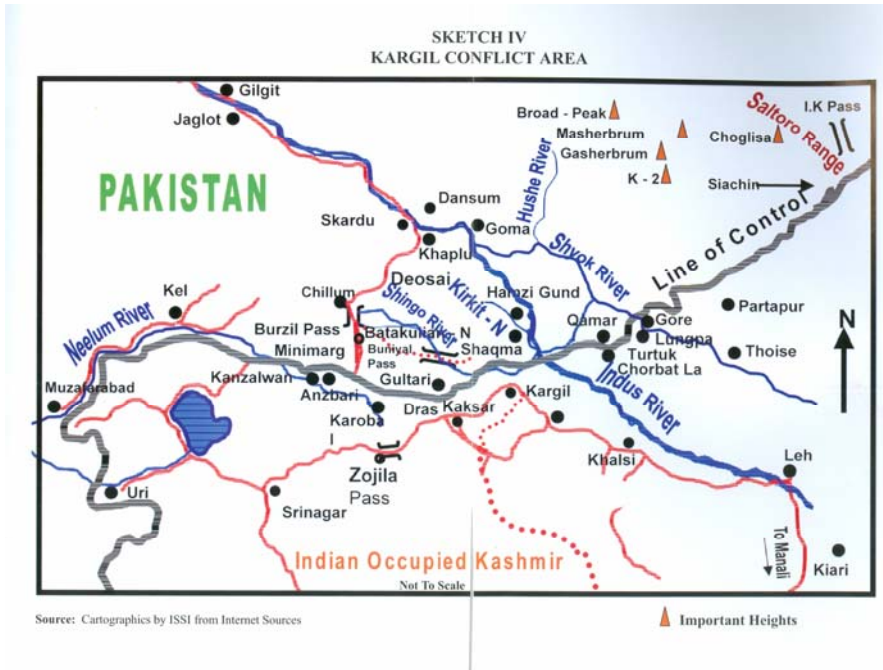 SKETCH IV
KARGIL CONFLICT AREA
Gilgit
Jaglot
PAKISTAN
Broad - Peak
Masherbrum
Gasherbrum
K - 2
Choglisa
I.K Pass
Saltoro Range
Siachin
Hushe River
Dansum
Skardu
Goma
Khaplu
Deosai
Shyok River
Line of Control
Kel
Neelum River
Chillum
Shingo River
Kirkit - N
Hamzi Gund
Partapur
Burzil Pass
Batakulian - N
Qamar
Gore
Minimarg
Buniyal
Pass
Shaqma
Lungpa
Turtuk
Thoise
N
Muzafarabad
Kanzalwan
Anzbari
Gultari
Chorbat La
Indus River
Karoba
l
Dras
Kaksar
Kargil
Khalsi
Leh
Uri
Zojila
Pass
Srinagar
Indian Occupied Kashmir
To Manali
Kiari
Not To Scale
Source: Cartographics by ISSI from Internet Sources
Important Heights